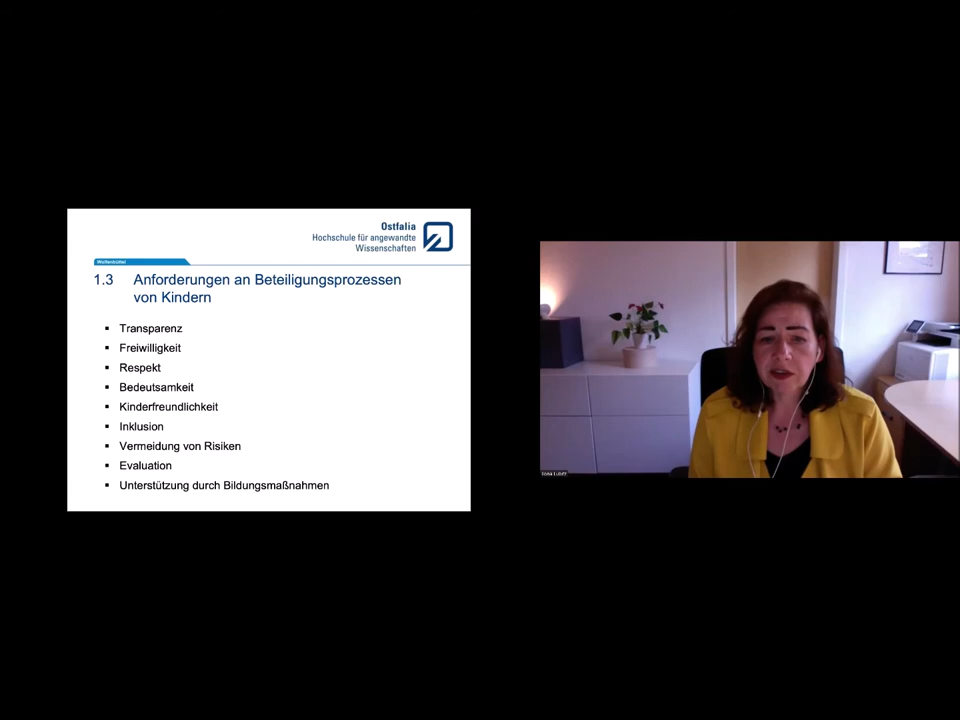 Ostfalia
Hochschule für angewandte
Wissenschaften
Wolfenbüttel
1.3 Anforderungen an Beteiligungsprozessen
von Kindern
▪ Transparenz
▪ Freiwilligkeit
▪ Respekt
▪ Bedeutsamkeit
▪ Kinderfreundlichkeit
▪ Inklusion
▪ Vermeidung von Risiken
▪ Evaluation
▪ Unterstützung durch Bildungsmaßnahmen